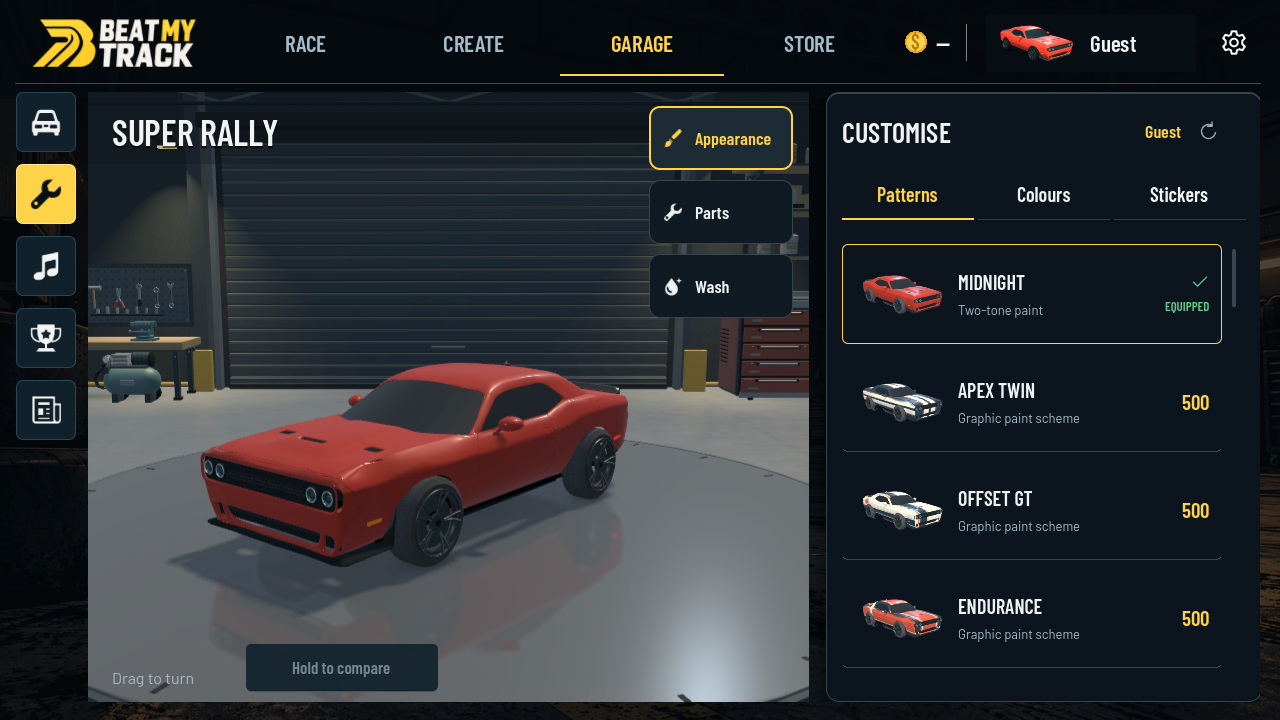 BEATMY
TRACK
RACE
CREATE
GARAGE
STORE
$ –
Guest
SUPER RALLY
Appearance
Parts
Wash
Drag to turn
Hold to compare
CUSTOMISE
Guest
Patterns
Colours
Stickers
MIDNIGHT
Two-tone paint
EQUIPPED
APEX TWIN
Graphic paint scheme
500
OFFSET GT
Graphic paint scheme
500
ENDURANCE
Graphic paint scheme
500